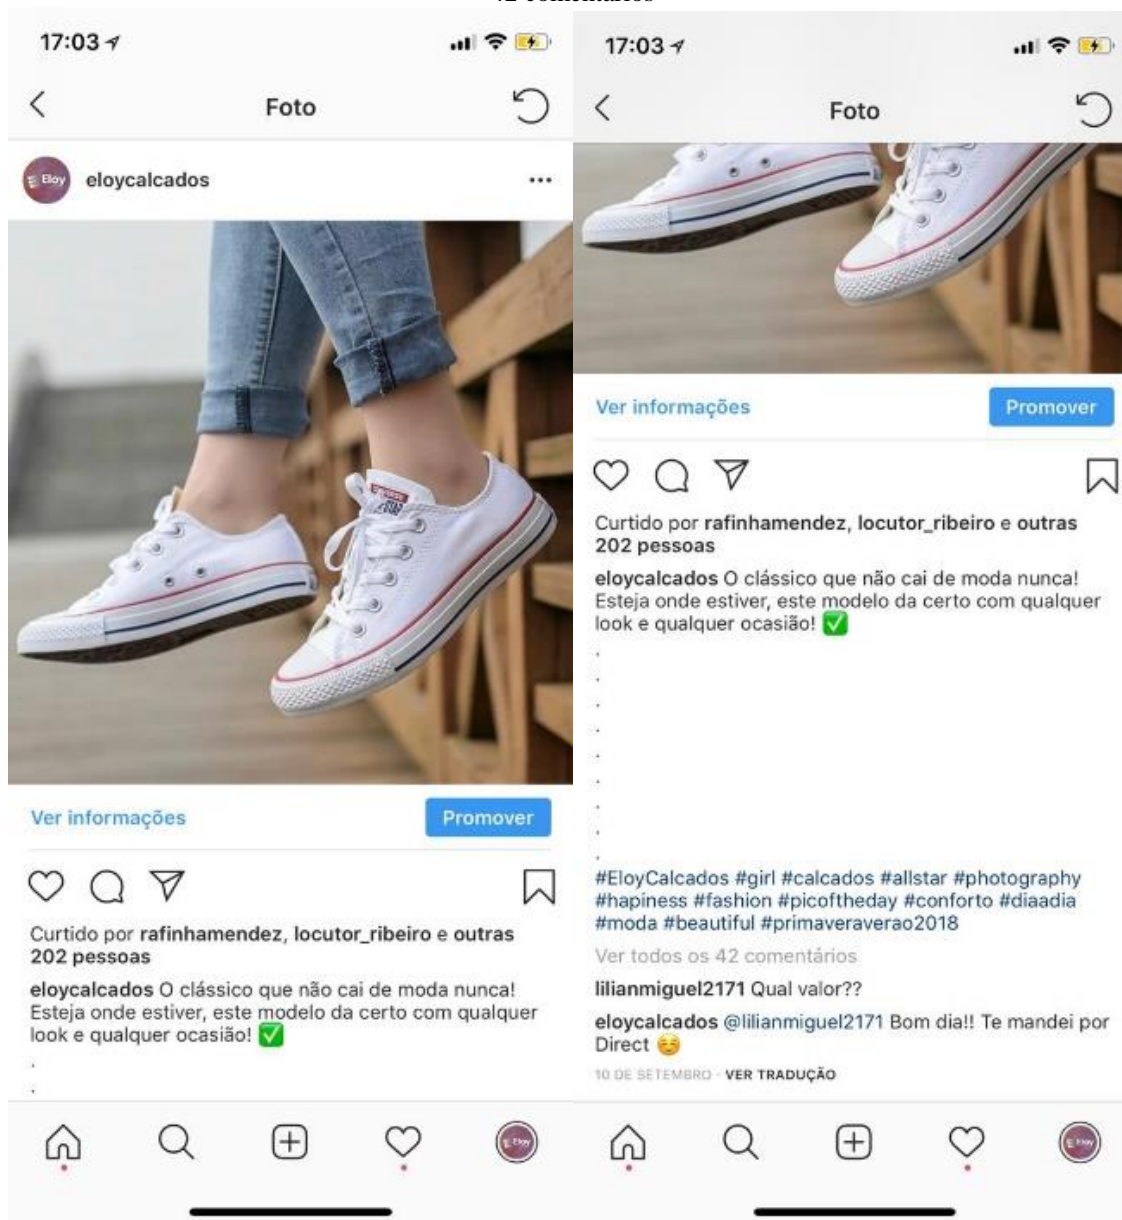 42 comentários
17:03
Foto
Eloy
eloycalcados
Ver informações
Promover
Curtido por rafinhamendez, locutor_ribeiro e outras
202 pessoas
eloycalcados O clássico que não cai de moda nunca!
Esteja onde estiver, este modelo da certo com qualquer
look e qualquer ocasião! ✅
.
.
Eloy
17:03
Foto
Ver informações
Promover
Curtido por rafinhamendez, locutor_ribeiro e outras
202 pessoas
eloycalcados O clássico que não cai de moda nunca!
Esteja onde estiver, este modelo da certo com qualquer
look e qualquer ocasião! ✅
.
.
.
.
.
.
.
.
.
#EloyCalcados #girl #calcados #allstar #photography
#hapiness #fashion #picoftheday #conforto #diaadia
#moda #beautiful #primaveraverao2018
Ver todos os 42 comentários
lilianmiguel2171 Qual valor??
eloycalcados @lilianmiguel2171 Bom dia!! Te mandei por
Direct ☺️
10 DE SETEMBRO · VER TRADUÇÃO
Eloy